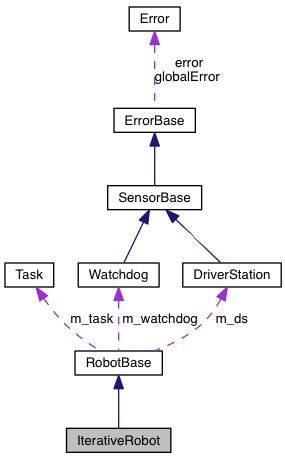 Error
error
globalError
ErrorBase
SensorBase
Task
Watchdog
DriverStation
m_task
m_watchdog
m_ds
RobotBase
IterativeRobot